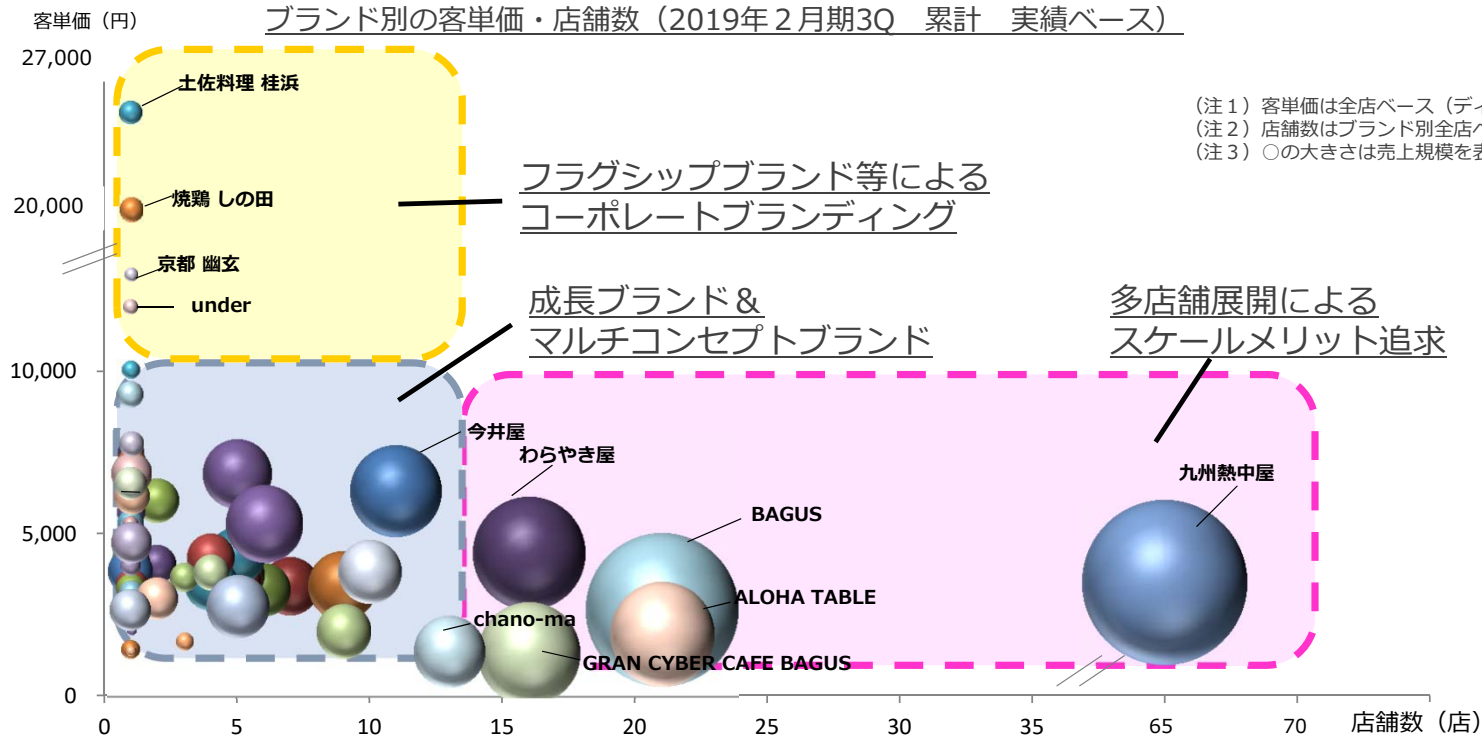 ブランド別の客単価・店舗数（2019年２月期3Q　累計　実績ベース）
客単価（円）
27,000
土佐料理 桂浜
（注１）客単価は全店ベース（ディ
（注２）店舗数はブランド別全店
（注３）○の大きさは売上規模を
フラグシップブランド等による
コーポレートブランディング
焼鶏 しの田
20,000
京都 幽玄
under
成長ブランド＆
マルチコンセプトブランド
多店舗展開による
スケールメリット追求
10,000
今井屋
わらやき屋
九州熱中屋
BAGUS
5,000
ALOHA TABLE
chano-ma
GRAN CYBER CAFE BAGUS
0
0 5 10 15 20 25 30 35 65 70 店舗数（店）